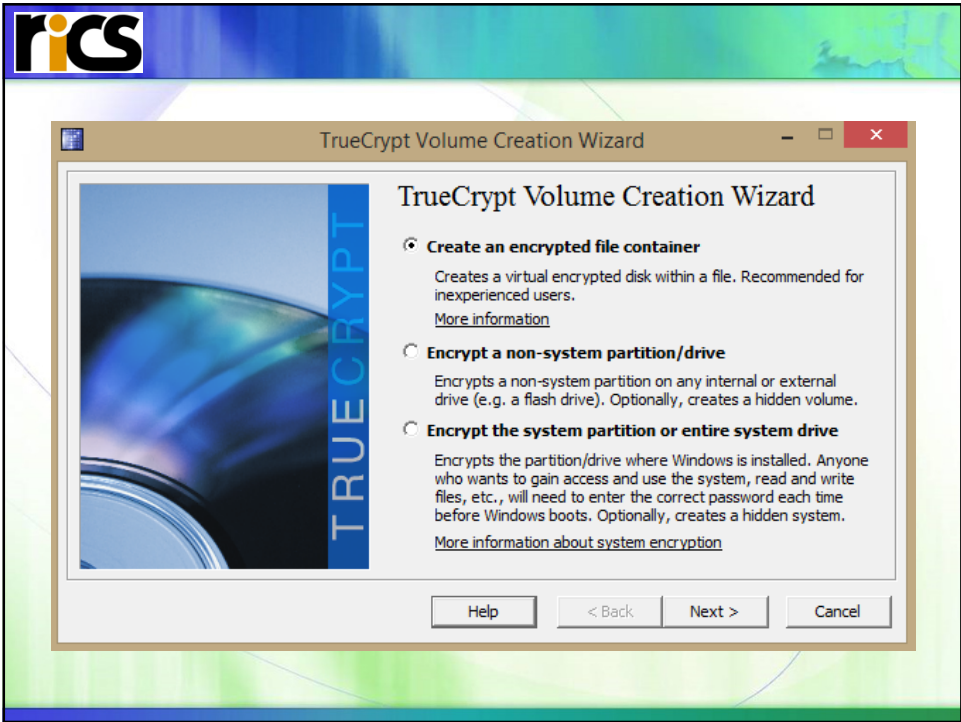 rics
TrueCrypt Volume Creation Wizard
TRUECRYPT
TrueCrypt Volume Creation Wizard
Create an encrypted file container
Creates a virtual encrypted disk within a file. Recommended for
inexperienced users.
More information
Encrypt a non-system partition/drive
Encrypts a non-system partition on any internal or external
drive (e.g. a flash drive). Optionally, creates a hidden volume.
Encrypt the system partition or entire system drive
Encrypts the partition/drive where Windows is installed. Anyone
who wants to gain access and use the system, read and write
files, etc., will need to enter the correct password each time
before Windows boots. Optionally, creates a hidden system.
More information about system encryption
Help < Back Next > Cancel